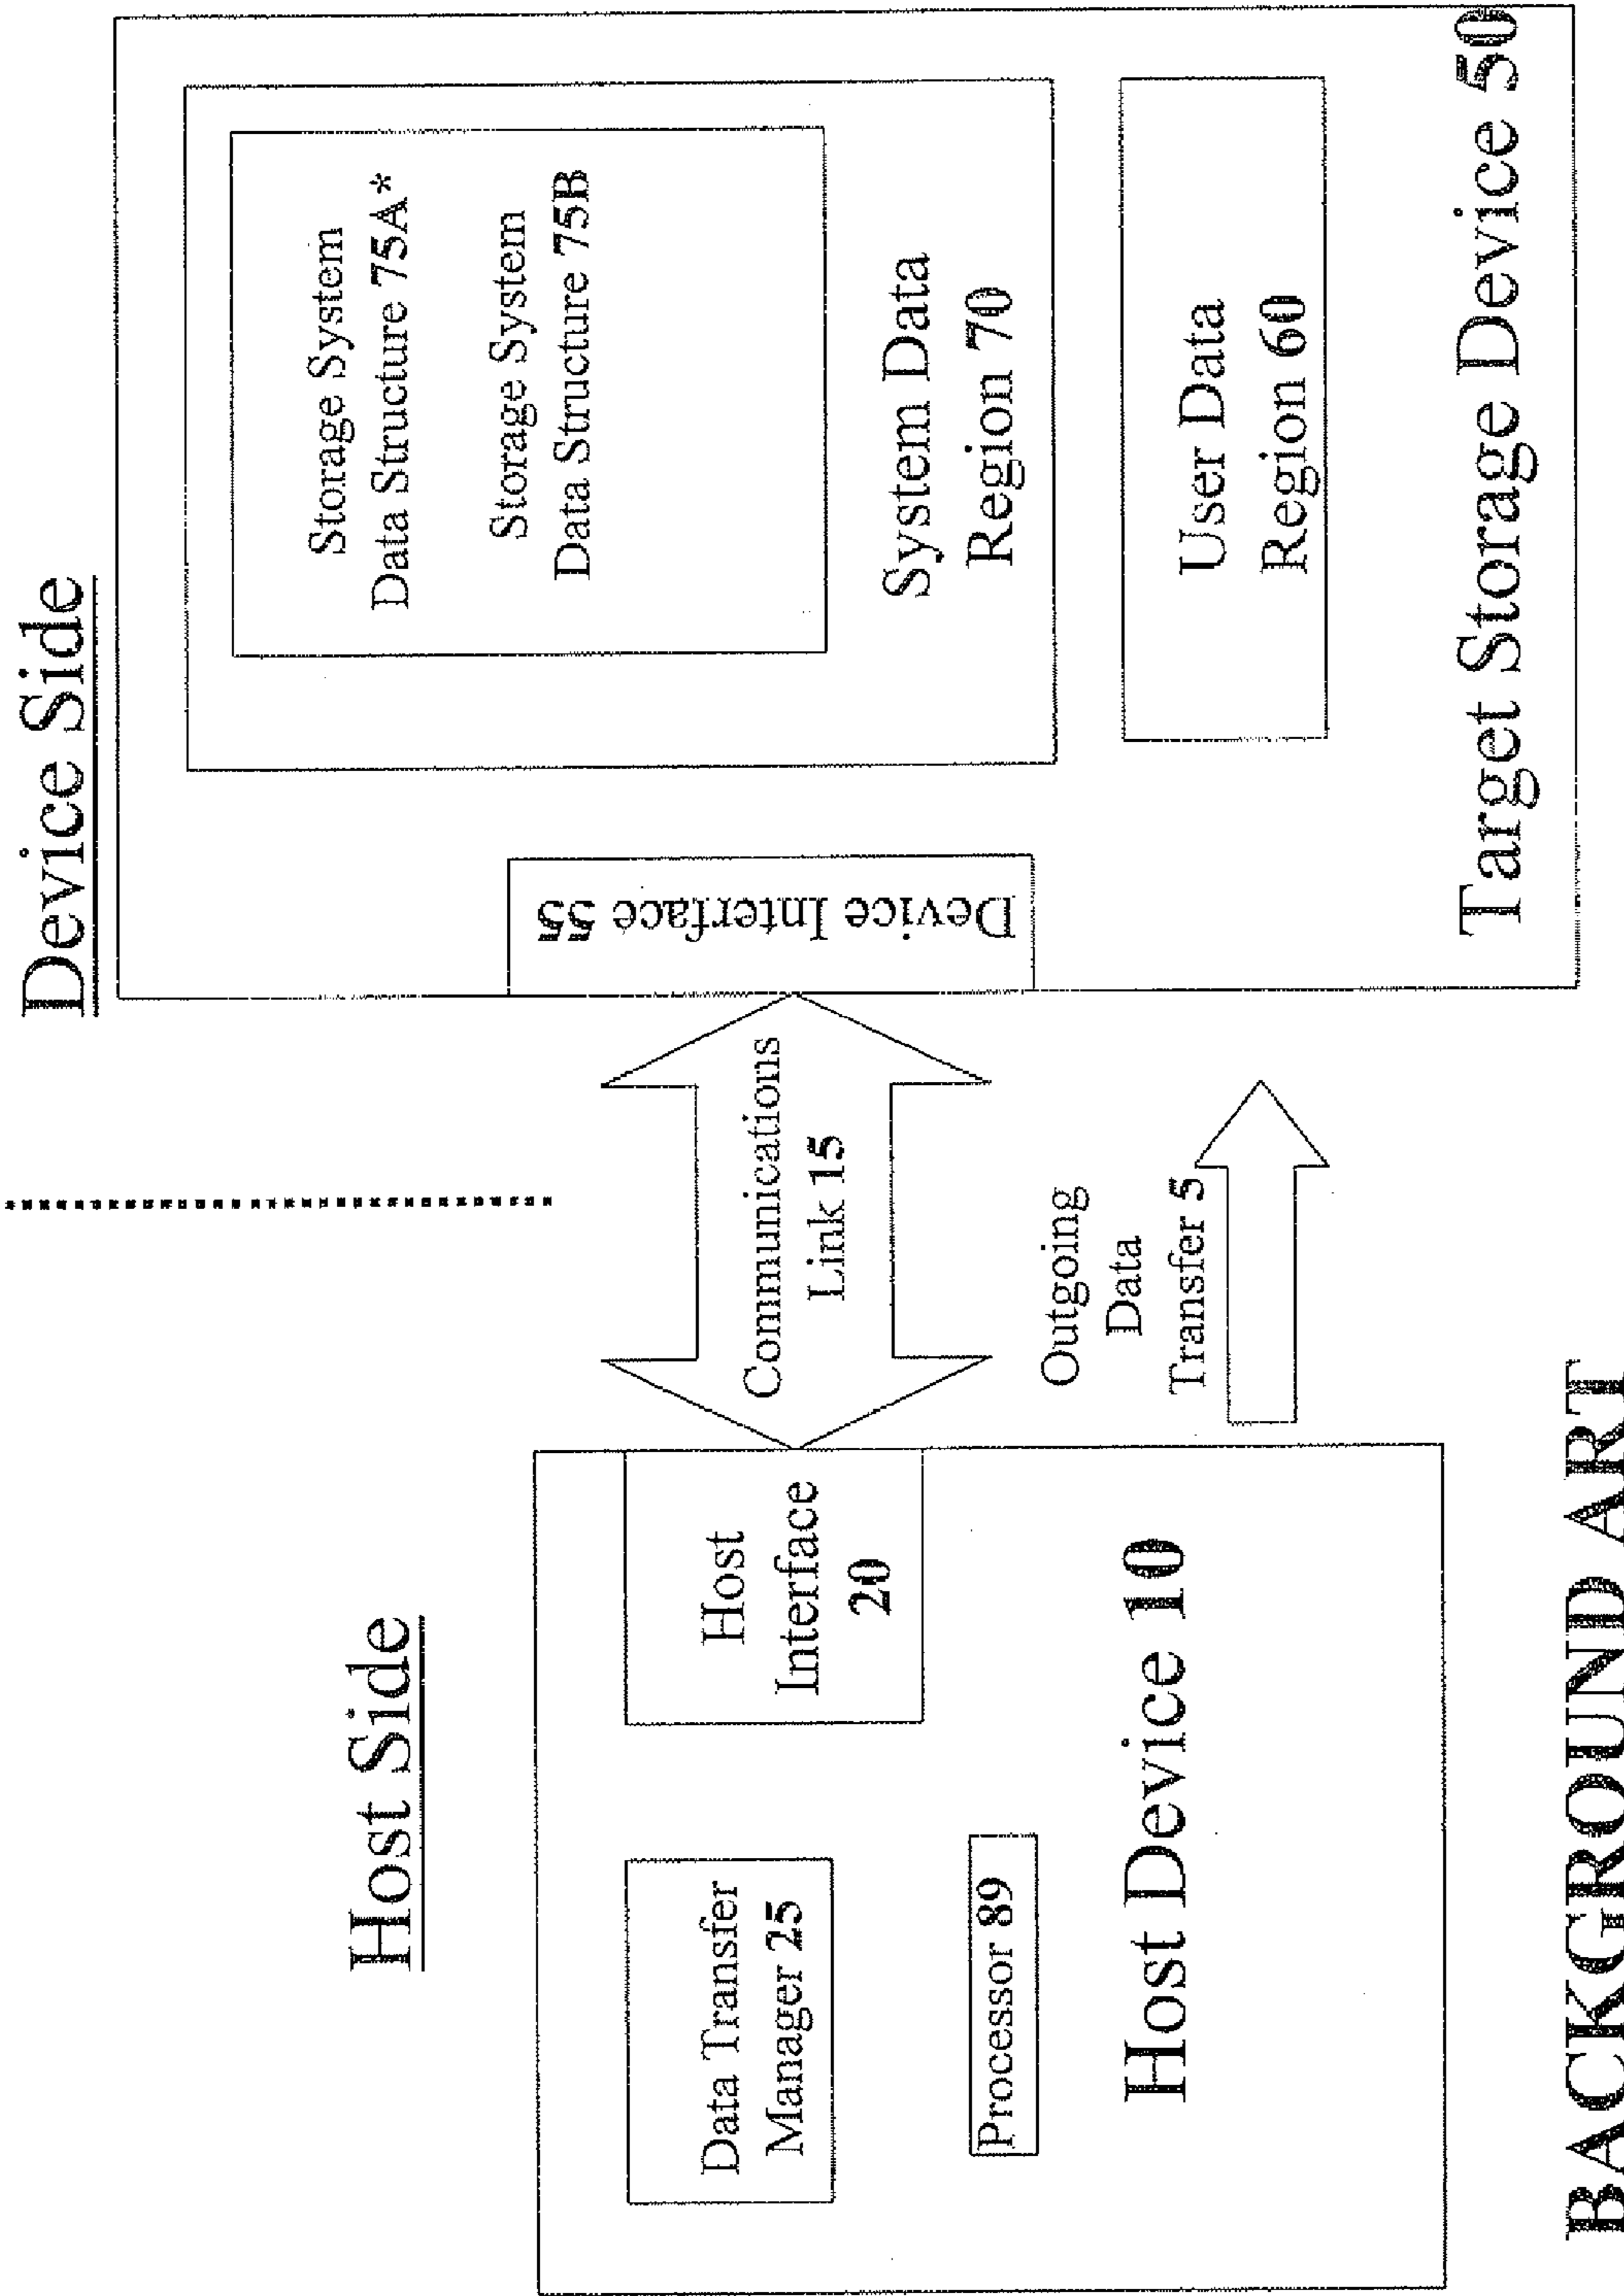 Host Side
Data Transfer
Manager 25
Host
Interface
20
Processor 89
Host Device 10
Communications
Link 15
Outgoing
Data
Transfer 5
Device Side
Device Interface 55
Storage System
Data Structure 75A*
Storage System
Data Structure 75B
System Data
Region 70
User Data
Region 60
Target Storage Device 50
BACKGROUND ART